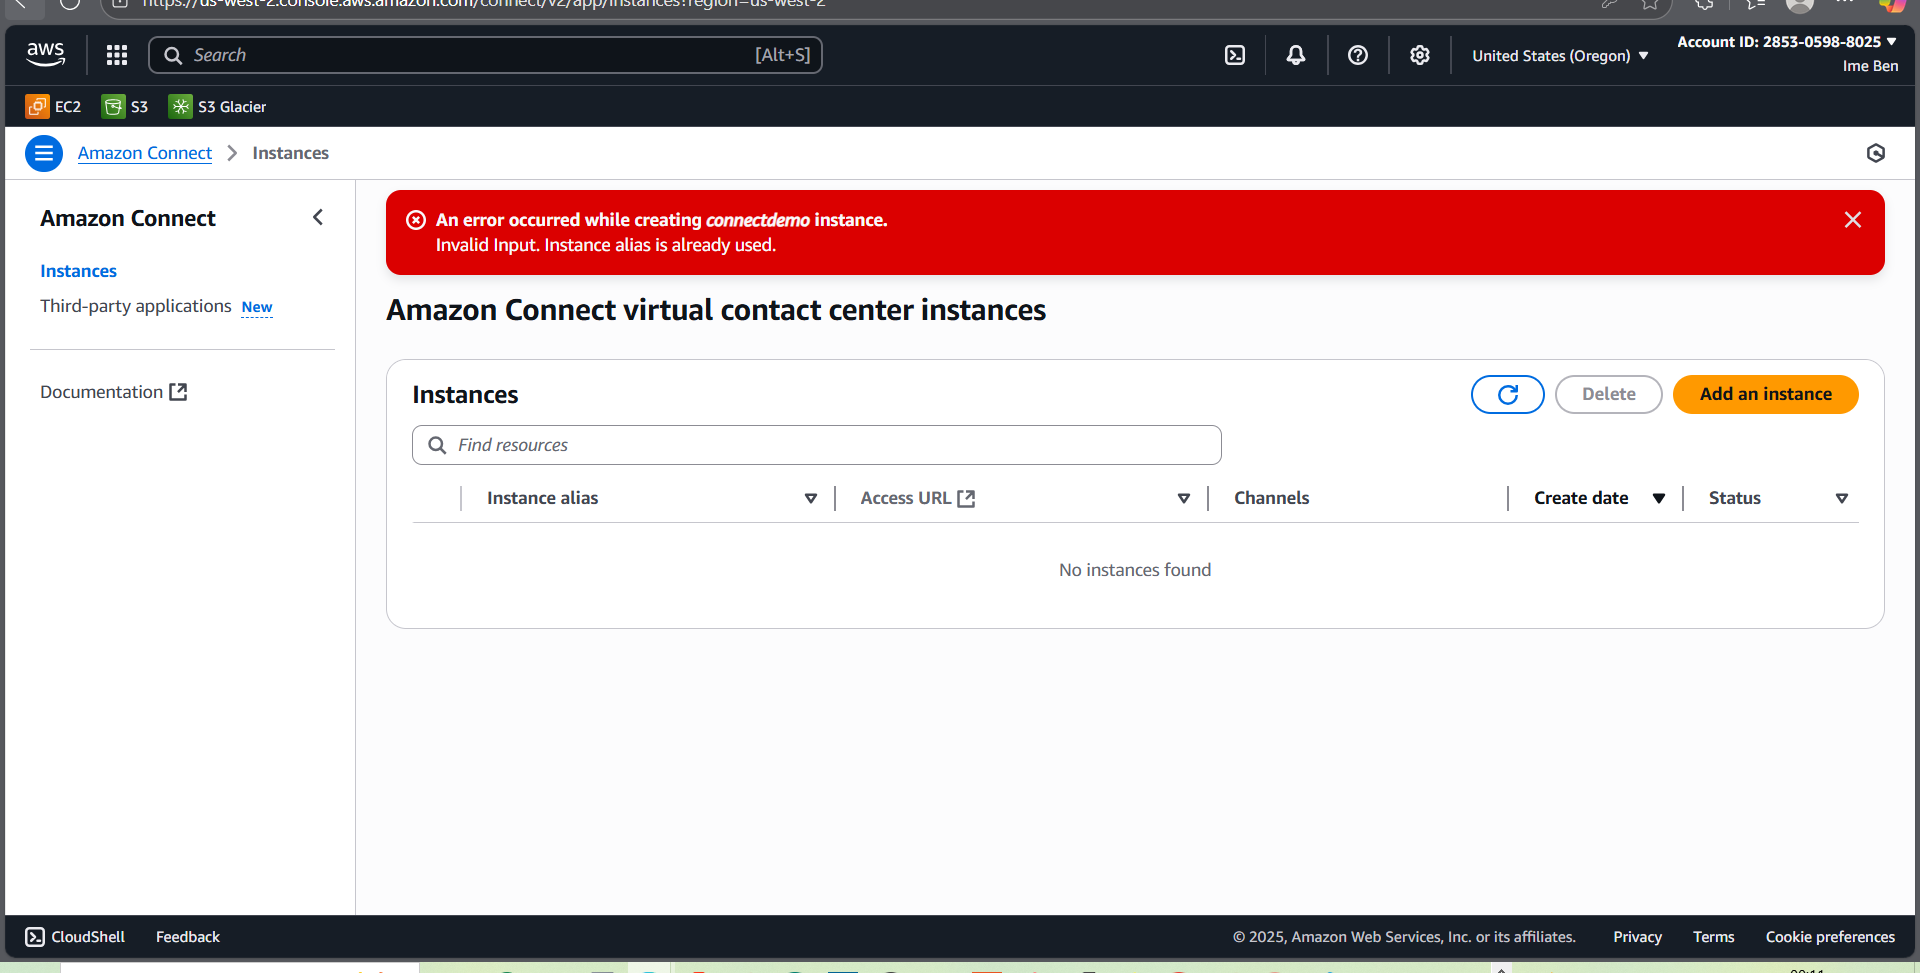 https://us-west-2.console.aws.amazon.com/connect/v2/app/instances?region=us-west-2
aws
Search
[Alt+S]
United States (Oregon)
Account ID: 2853-0598-8025
Ime Ben
EC2
S3
S3 Glacier
Amazon Connect
Instances
Amazon Connect
Instances
Third-party applications New
Documentation
An error occurred while creating connectdemo instance.
Invalid Input. Instance alias is already used.
Amazon Connect virtual contact center instances
Instances
Delete
Add an instance
Find resources
Instance alias
Access URL
Channels
Create date
Status
No instances found
CloudShell
Feedback
© 2025, Amazon Web Services, Inc. or its affiliates.
Privacy
Terms
Cookie preferences